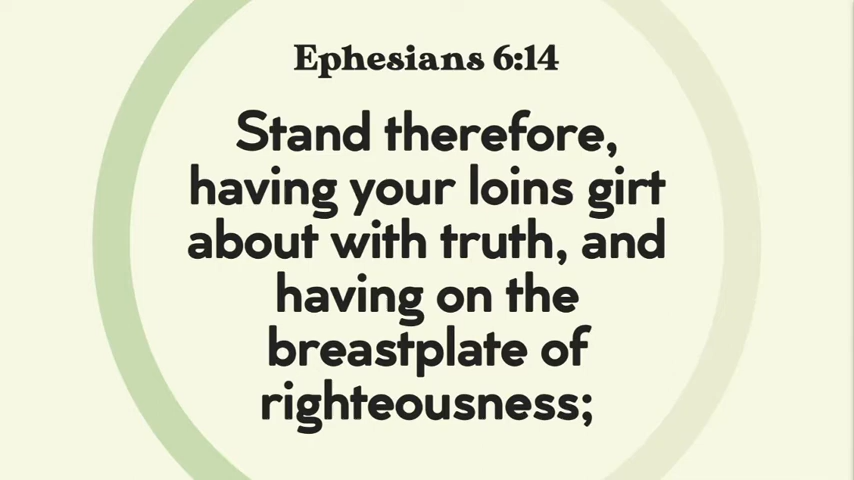 Ephesians 6:14
Stand therefore,
having your loins girt
about with truth, and
having on the
breastplate of
righteousness;